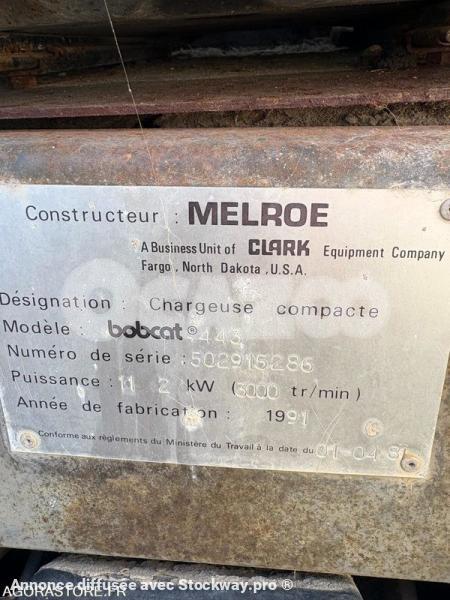 Constructeur : MELROE
A Business Unit of CLARK Equipment Company
Fargo, North Dakota, U.S.A.
Désignation : Chargeuse compacte
Modèle : bobcat® 443
Numéro de série : 502915286
Puissance : 11 2 kW (3000 tr/min)
Année de fabrication : 1991
Conforme aux règlements du Ministère du Travail à la date du 01 04 8
Annonce diffusée avec Stockway.pro ®
AGORASTORE.FR